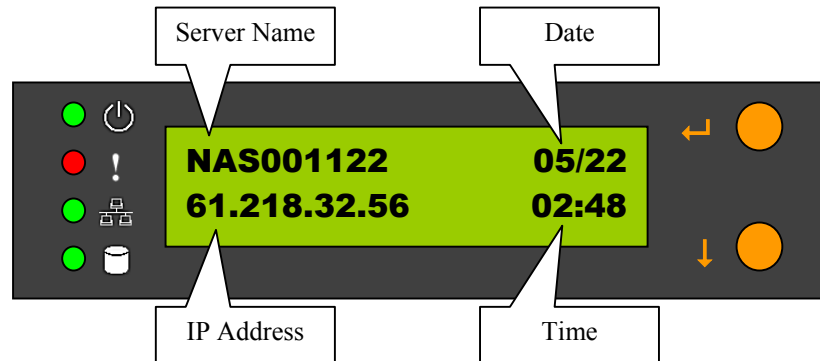 Server Name
Date
NAS001122 05/22
61.218.32.56 02:48
IP Address
Time